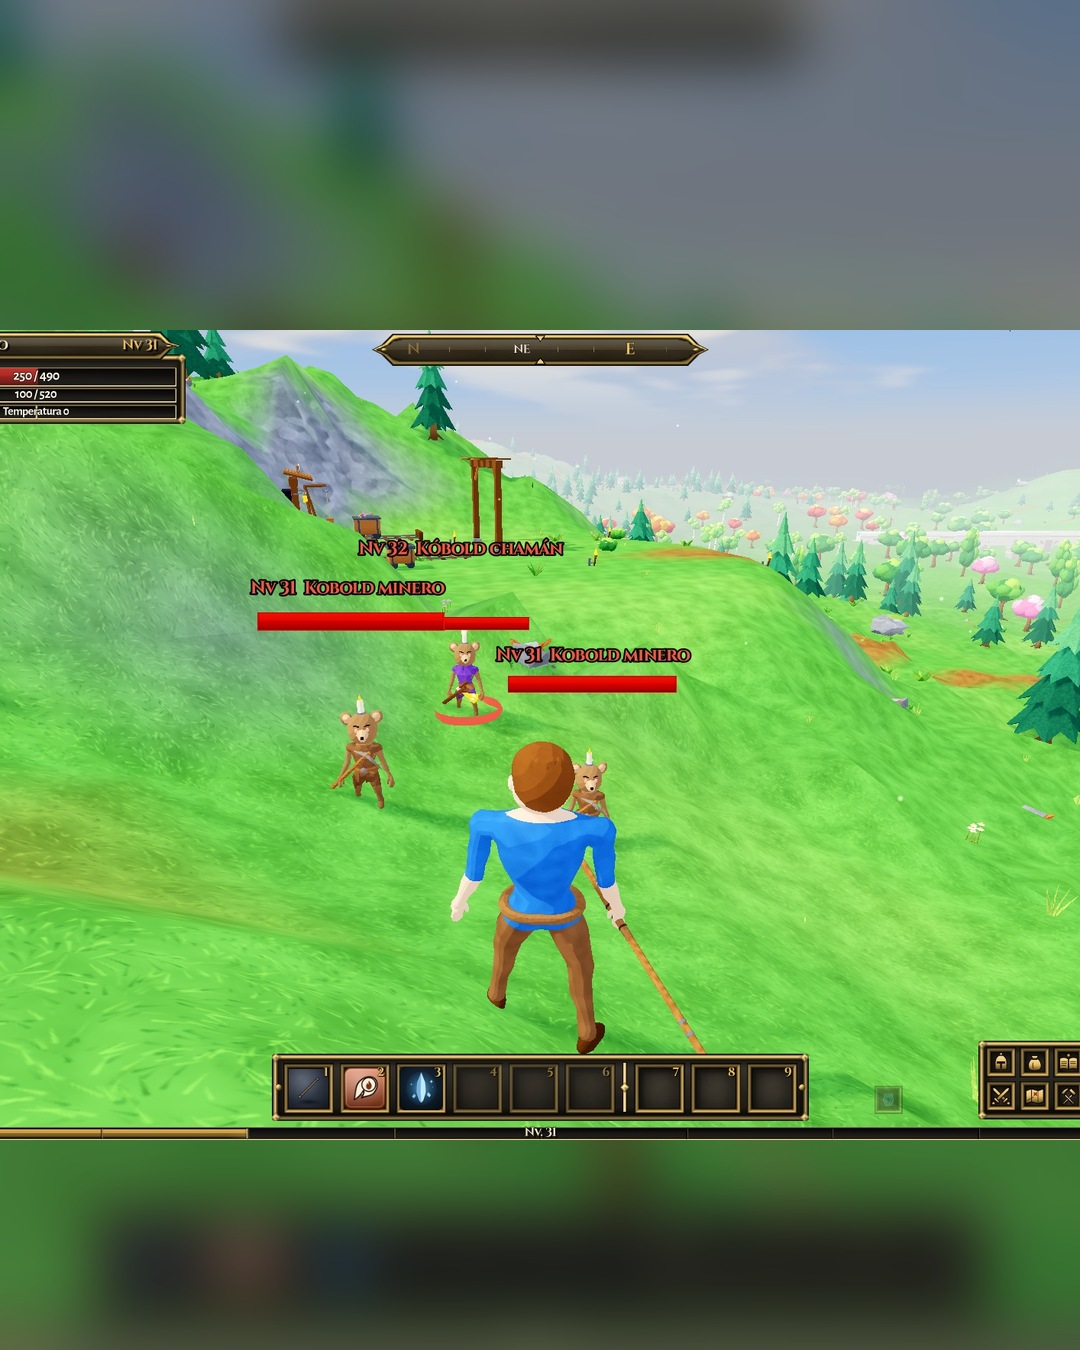 O NV 31
N NE E
250/490
100/520
Temperatura 0
NV 32 KÓBOLD CHAMÁN
NV 31 KOBOLD MINERO
NV 31 KOBOLD MINERO
1 2 3 4 5 6 7 8 9
NV. 31